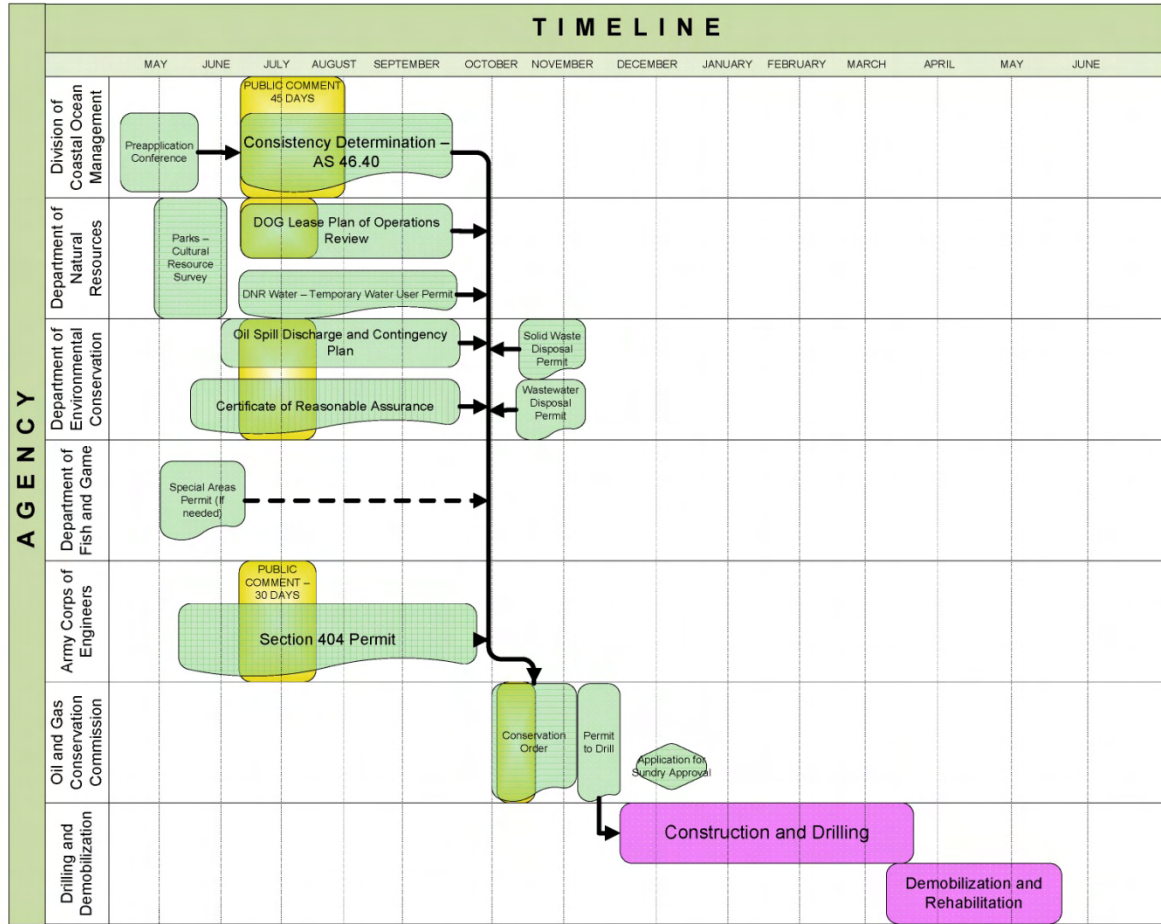 TIMELINE
MAY JUNE JULY AUGUST SEPTEMBER OCTOBER NOVEMBER DECEMBER JANUARY FEBRUARY MARCH APRIL MAY JUNE
AGENCY
Division of
Coastal Ocean
Management
Preapplication
Conference
PUBLIC COMMENT
45 DAYS
Consistency Determination –
AS 46.40
Department of
Natural
Resources
Parks –
Cultural
Resource
Survey
DOG Lease Plan of Operations
Review
DNR Water – Temporary Water User Permit
Department of
Environmental
Conservation
Oil Spill Discharge and Contingency
Plan
Solid Waste
Disposal
Permit
Certificate of Reasonable Assurance
Wastewater
Disposal
Permit
Department of
Fish and Game
Special Areas
Permit (If
needed)
Army Corps of
Engineers
PUBLIC
COMMENT –
30 DAYS
Section 404 Permit
Oil and Gas
Conservation
Commission
Conservation
Order
Permit
to Drill
Application for
Sundry Approval
Drilling and
Demobilization
Construction and Drilling
Demobilization and
Rehabilitation